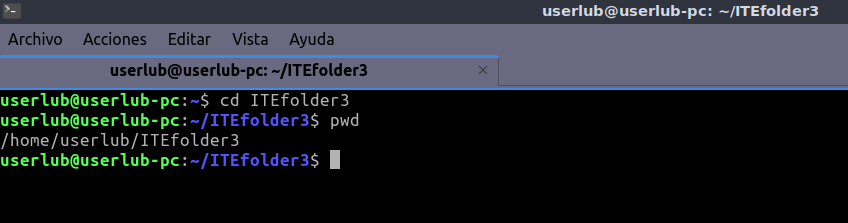 userlub@userlub-pc: ~/ITEfolder3
Archivo Acciones Editar Vista Ayuda
userlub@userlub-pc: ~/ITEfolder3 ×
userlub@userlub-pc:~$ cd ITEfolder3
userlub@userlub-pc:~/ITEfolder3$ pwd
/home/userlub/ITEfolder3
userlub@userlub-pc:~/ITEfolder3$